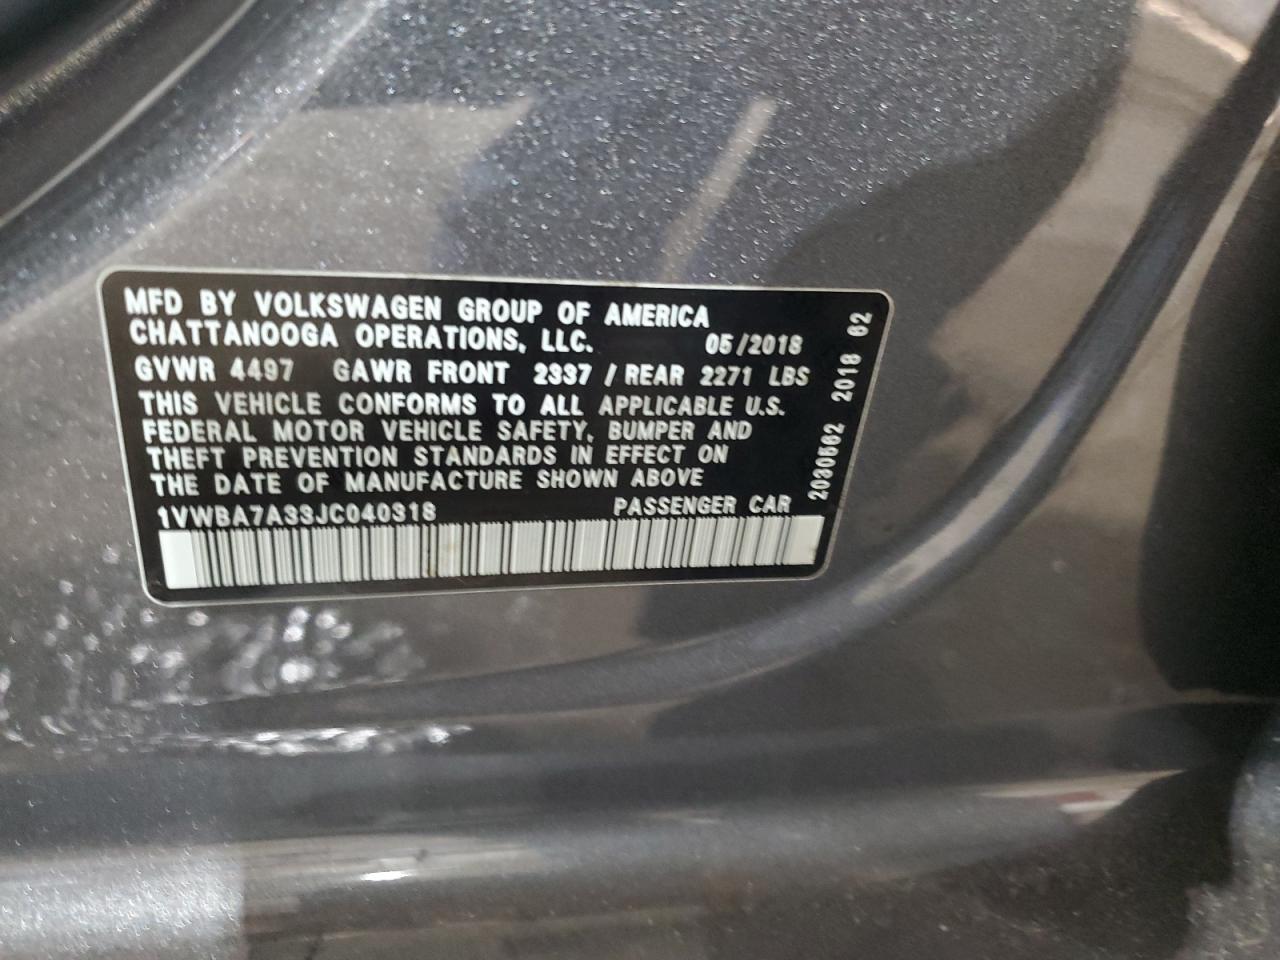 MFD BY VOLKSWAGEN GROUP OF AMERICA
CHATTANOOGA OPERATIONS, LLC. 05/2018
GVWR 4497 GAWR FRONT 2337 / REAR 2271 LBS
THIS VEHICLE CONFORMS TO ALL APPLICABLE U.S.
FEDERAL MOTOR VEHICLE SAFETY, BUMPER AND
THEFT PREVENTION STANDARDS IN EFFECT ON
THE DATE OF MANUFACTURE SHOWN ABOVE
1VWBA7A33JC040318 PASSENGER CAR
2030562 2018 62